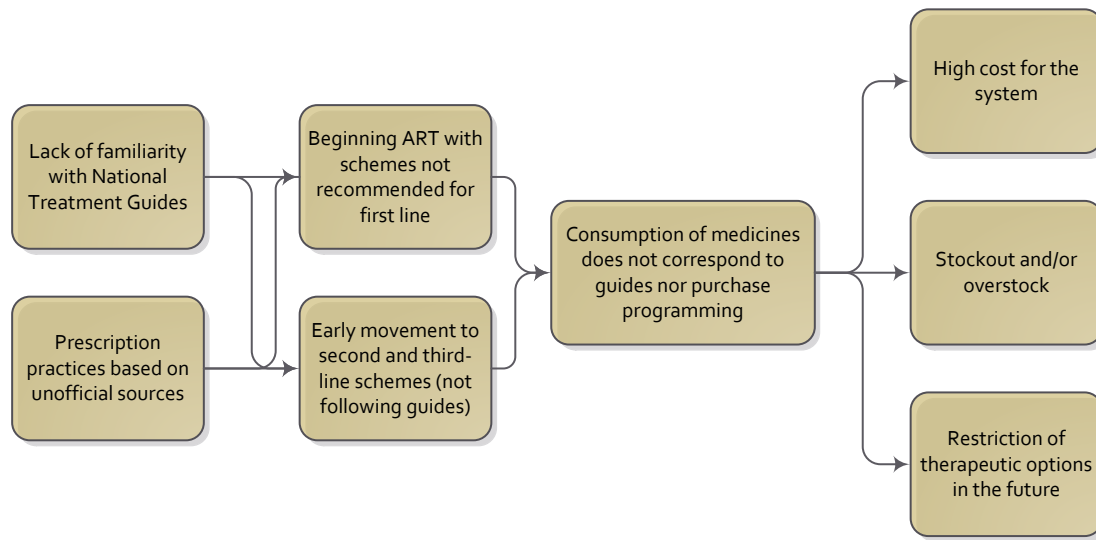 Lack of familiarity
with National
Treatment Guides
Prescription
practices based on
unofficial sources
Beginning ART with
schemes not
recommended for
first line
Early movement to
second and third-
line schemes (not
following guides)
Consumption of medicines
does not correspond to
guides nor purchase
programming
High cost for the
system
Stockout and/or
overstock
Restriction of
therapeutic options
in the future